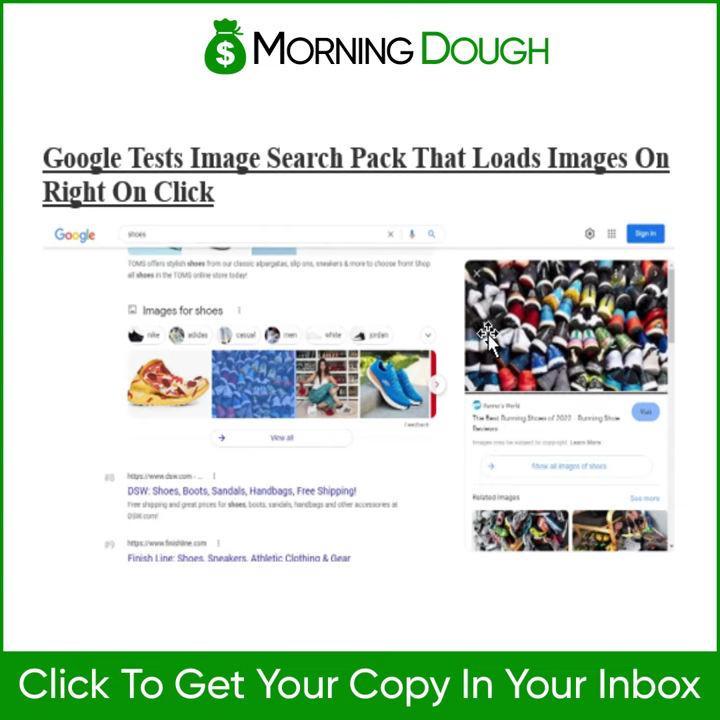 MORNING DOUGH
Google Tests Image Search Pack That Loads Images On
Right On Click
Google
shoes
Sign in
TOMS offers stylish shoes from our classic alpargatas, slip ons, sneakers & more to choose from! Shop
all shoes in the TOMS online store today!
Images for shoes
nike
adidas
casual
men
white
jordan
Feedback
View all
https://www.dsw.com › ...
DSW: Shoes, Boots, Sandals, Handbags, Free Shipping!
Free shipping and great prices for shoes, boots, sandals, handbags and other accessories at
DSW.com!
https://www.finishline.com
Finish Line: Shoes, Sneakers, Athletic Clothing & Gear
Visit
The Best Running Shoes of 2022 - Running Shoe
Reviews
Images may be subject to copyright. Learn More
Show all images of shoes
Related images
See more
Click To Get Your Copy In Your Inbox